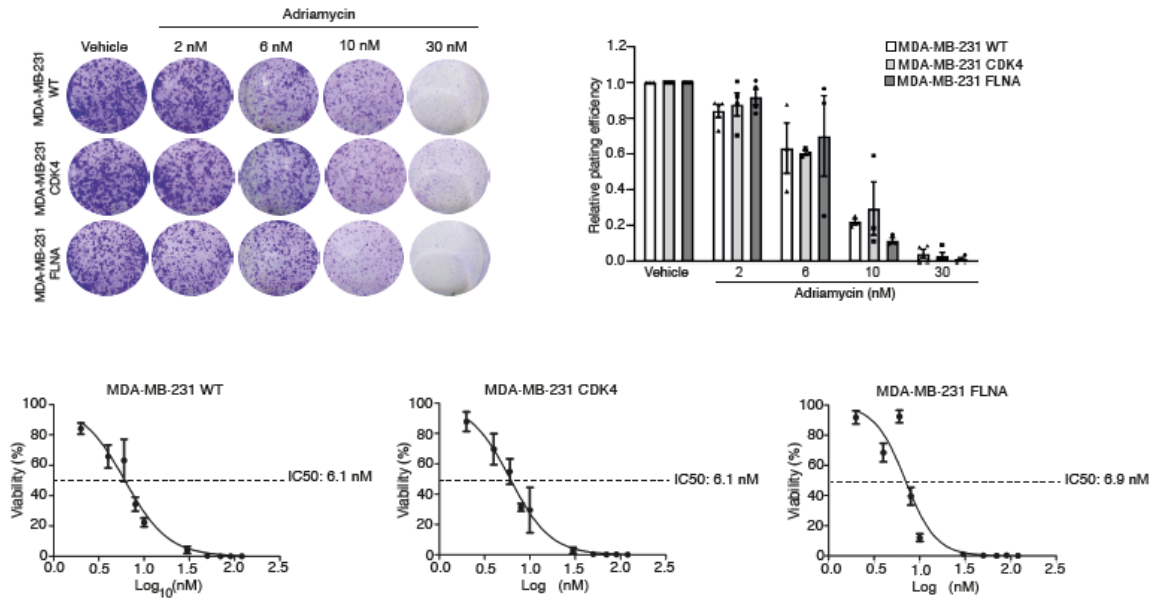 Adriamycin
Vehicle 2 nM 6 nM 10 nM 30 nM
MDA-MB-231 WT
MDA-MB-231 CDK4
MDA-MB-231 FLNA
MDA-MB-231 WT
MDA-MB-231 CDK4
MDA-MB-231 FLNA
Relative plating efficiency
1.2
1.0
0.8
0.6
0.4
0.2
0.0
Vehicle 2 6 10 30
Adriamycin (nM)
MDA-MB-231 WT
Viability (%)
100
80
60
40
20
0
IC50: 6.1 nM
0.0 0.5 1.0 1.5 2.0 2.5
Log10(nM)
MDA-MB-231 CDK4
Viability (%)
100
80
60
40
20
0
IC50: 6.1 nM
0.0 0.5 1.0 1.5 2.0 2.5
Log (nM)
MDA-MB-231 FLNA
Viability (%)
100
80
60
40
20
0
IC50: 6.9 nM
0.0 0.5 1.0 1.5 2.0 2.5
Log (nM)